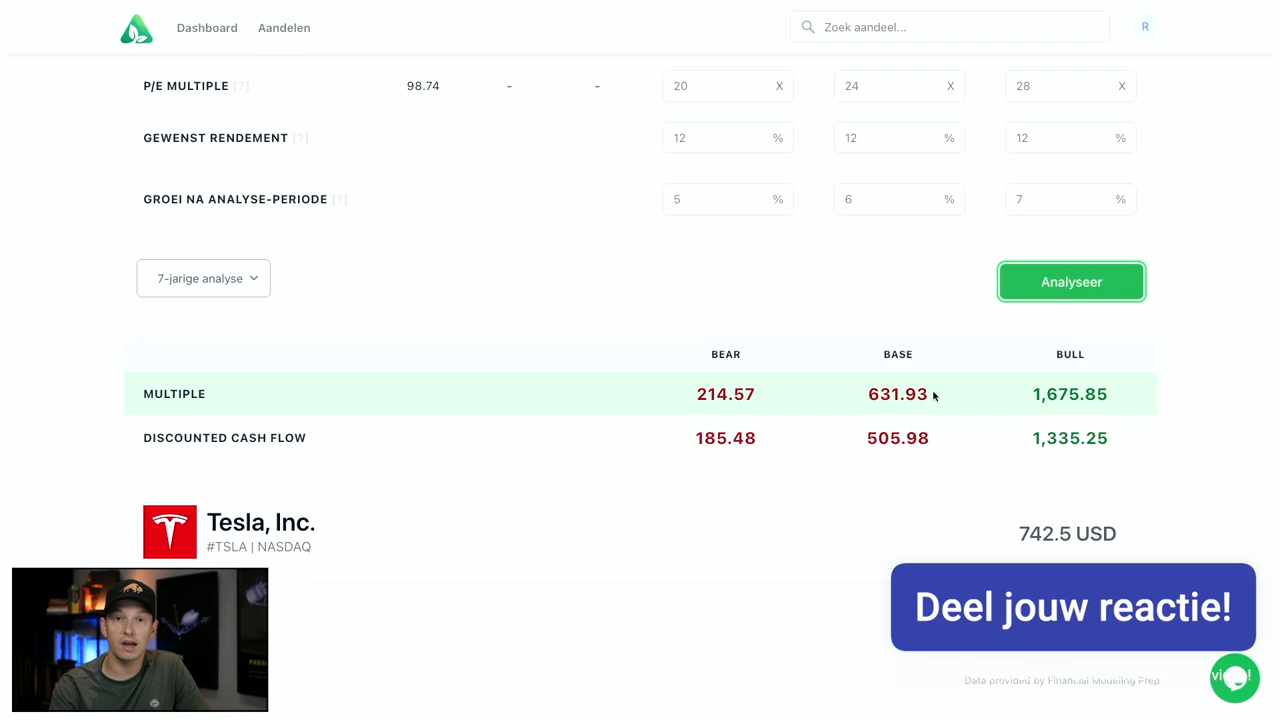 Dashboard Aandelen Zoek aandeel... R
P/E MULTIPLE [?] 98.74 - - 20 X 24 X 28 X
GEWENST RENDEMENT [?] 12 % 12 % 12 %
GROEI NA ANALYSE-PERIODE [?] 5 % 6 % 7 %
7-jarige analyse Analyseer
BEAR BASE BULL
MULTIPLE 214.57 631.93 1,675.85
DISCOUNTED CASH FLOW 185.48 505.98 1,335.25
Tesla, Inc. 742.5 USD
#TSLA | NASDAQ
Deel jouw reactie!
Data provided by Financial Modeling Prep